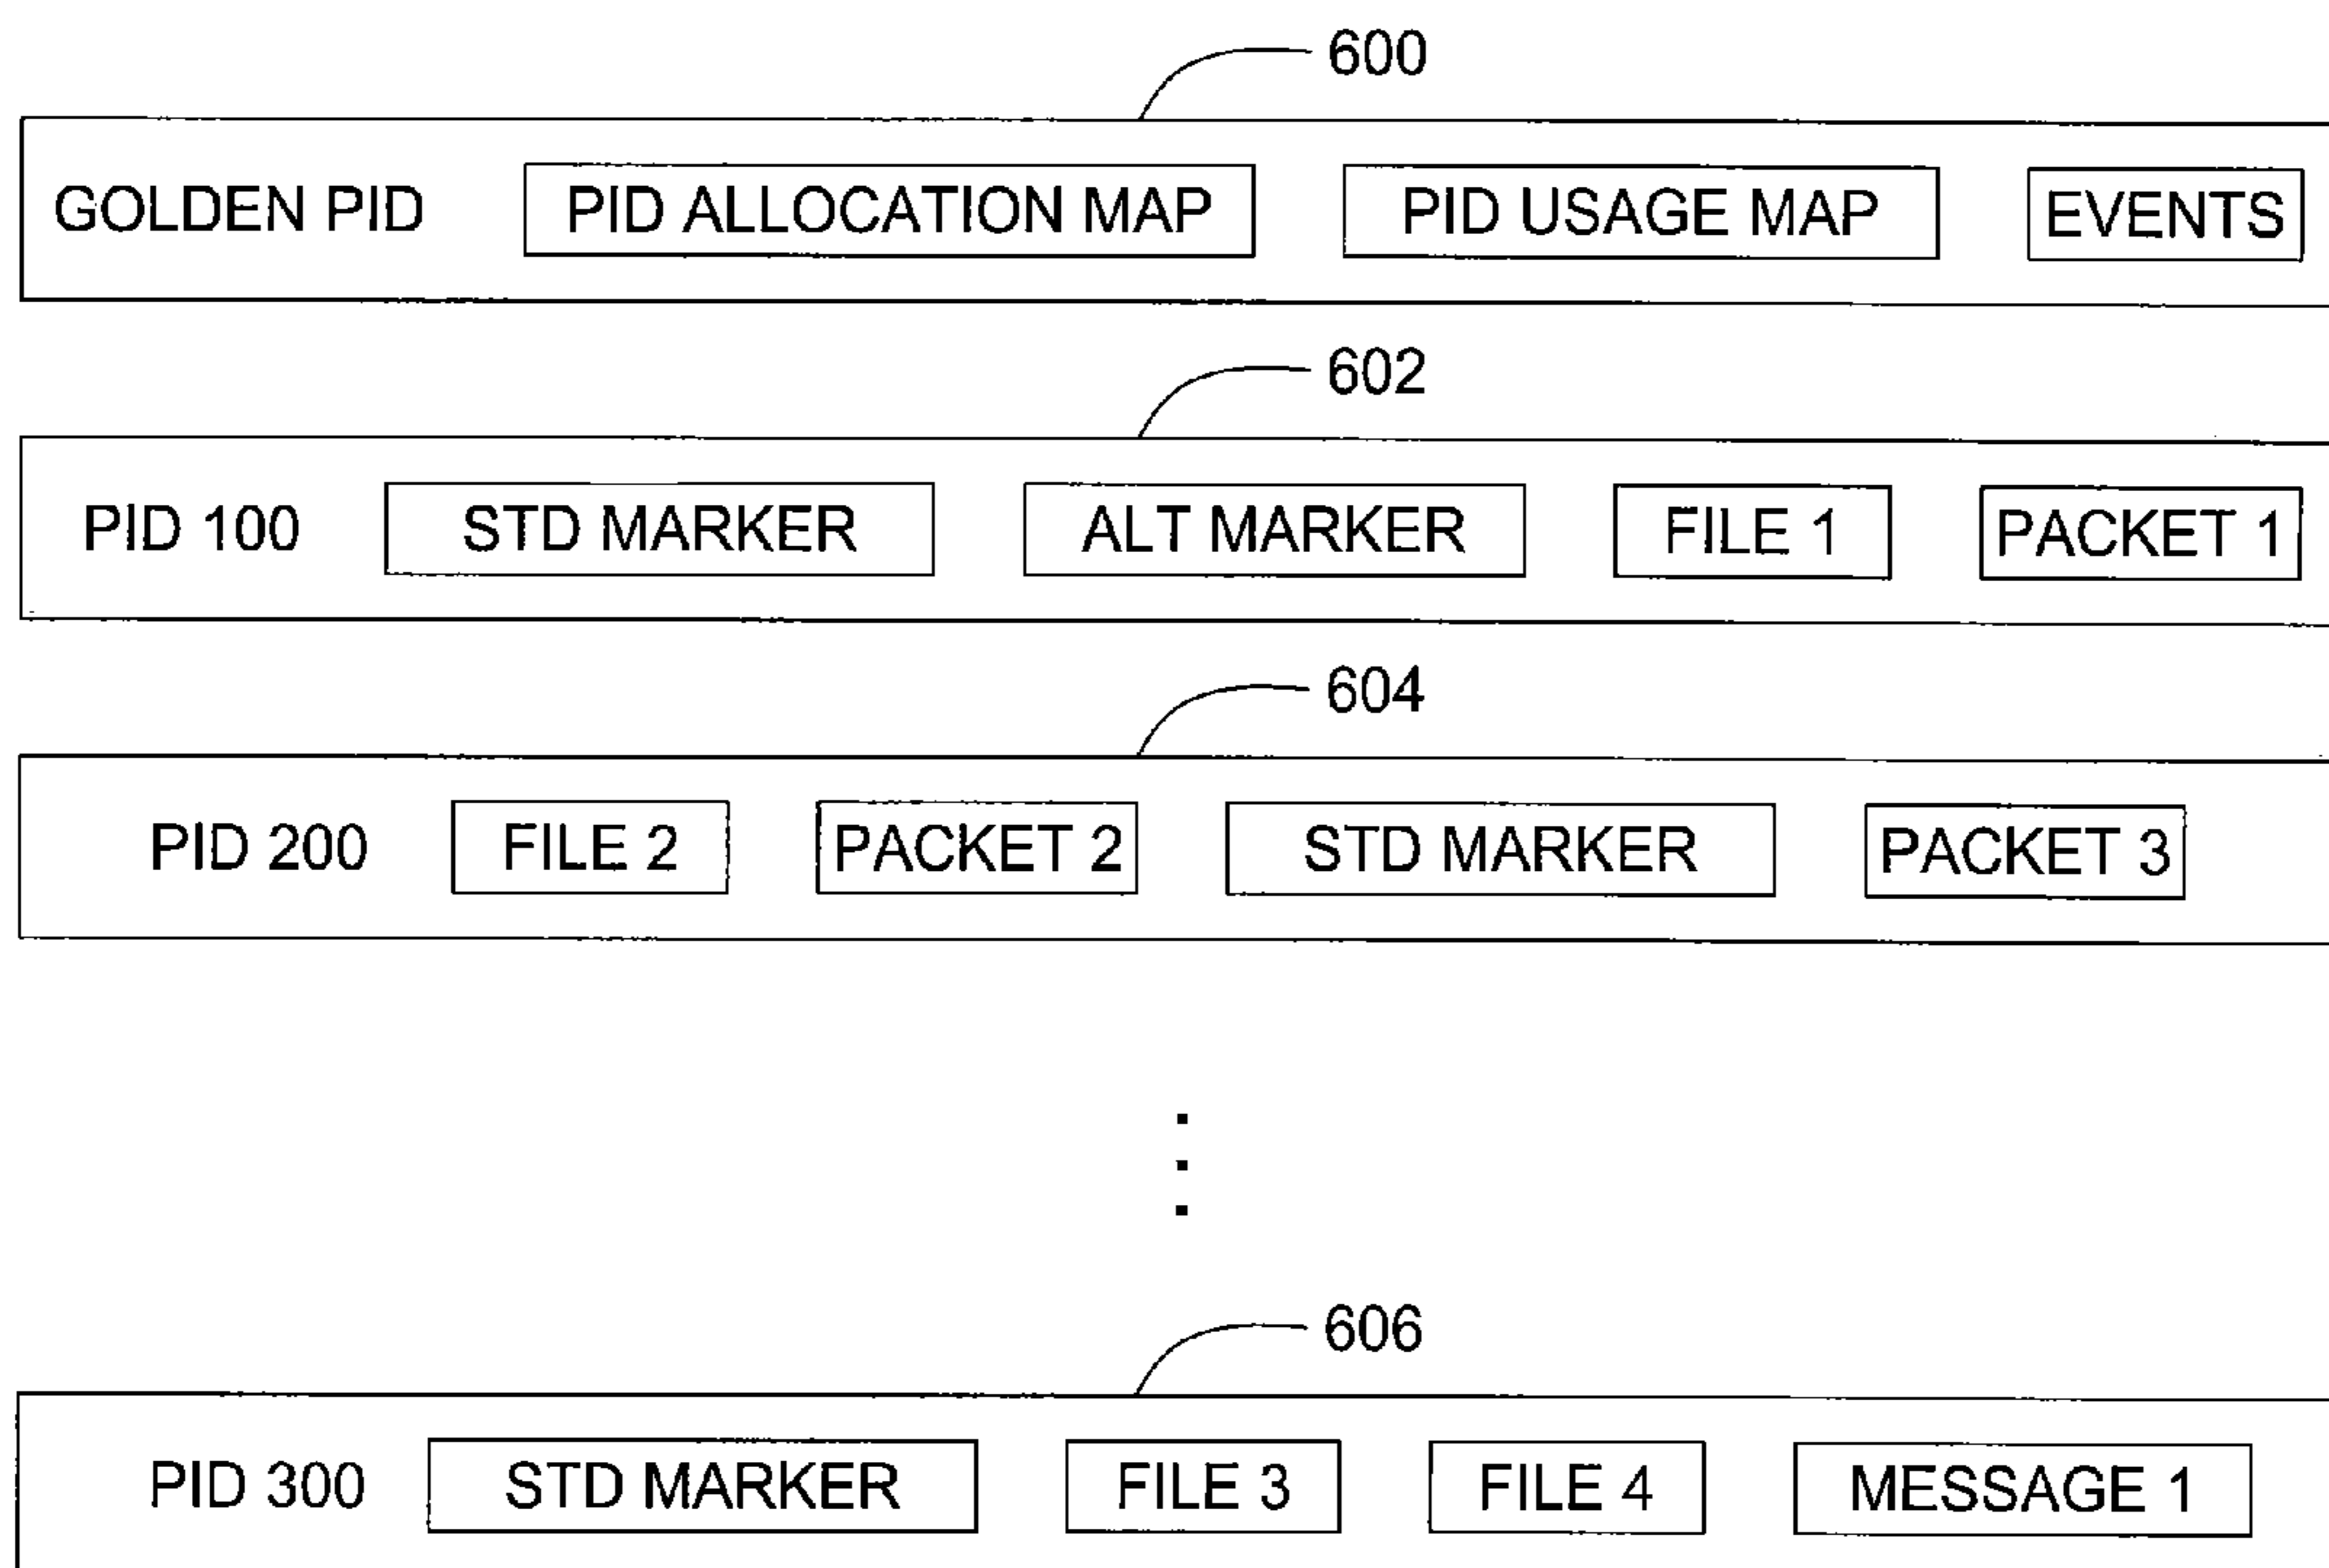 600
GOLDEN PID PID ALLOCATION MAP PID USAGE MAP EVENTS
602
PID 100 STD MARKER ALT MARKER FILE 1 PACKET 1
604
PID 200 FILE 2 PACKET 2 STD MARKER PACKET 3
606
PID 300 STD MARKER FILE 3 FILE 4 MESSAGE 1